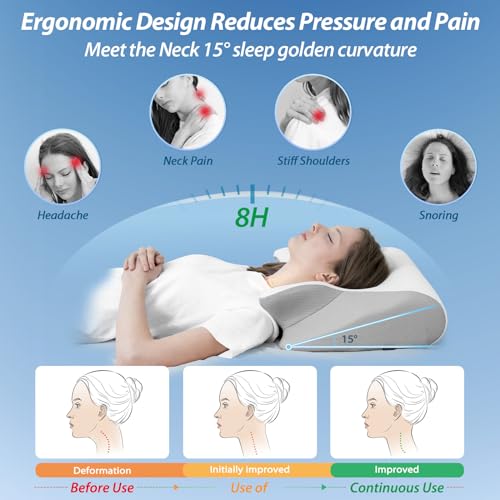 Ergonomic Design Reduces Pressure and Pain
Meet the Neck 15° sleep golden curvature
Neck Pain
Stiff Shoulders
Headache
Snoring
8H
15°
Deformation
Initially improved
Improved
Before Use
Use of
Continuous Use